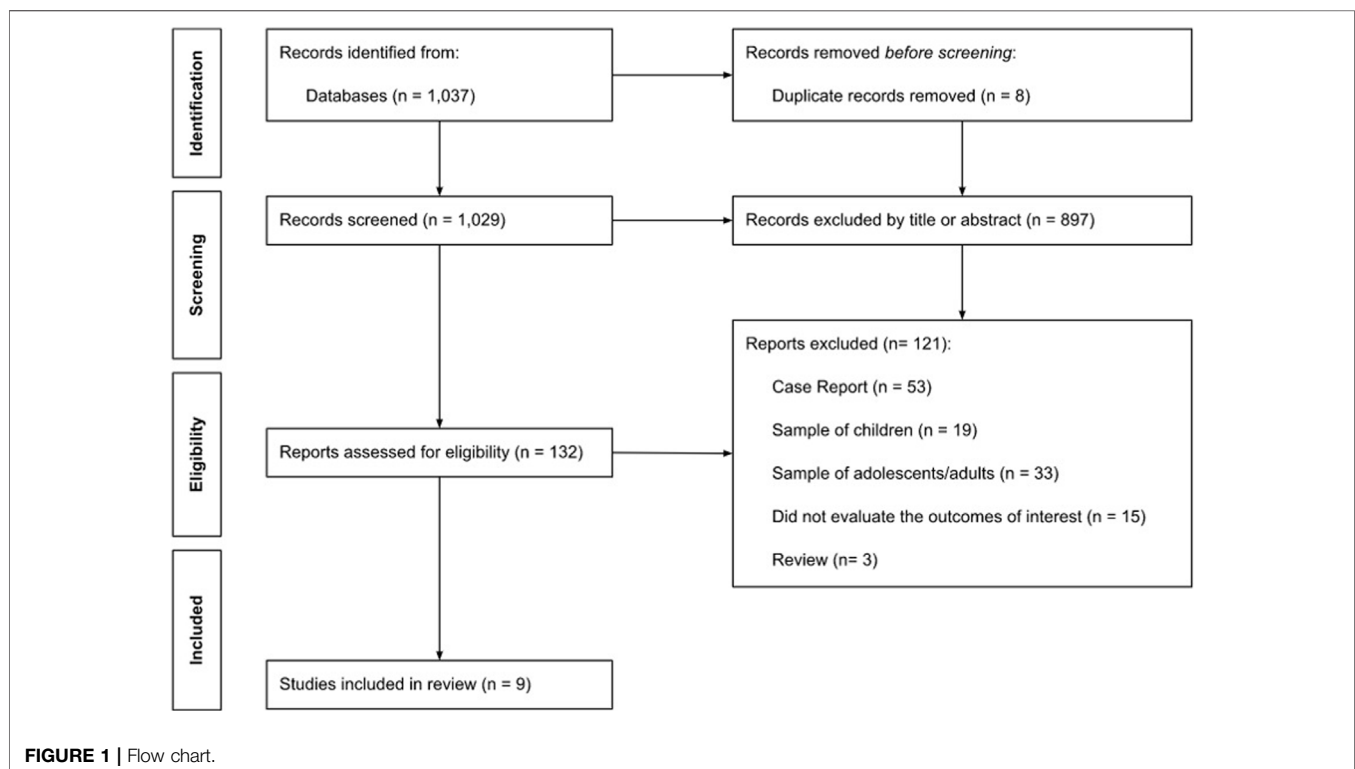 Identification
Records identified from:
Databases (n = 1,037)
Records removed before screening:
Duplicate records removed (n = 8)
Screening
Records screened (n = 1,029)
Records excluded by title or abstract (n = 897)
Eligibility
Reports assessed for eligibility (n = 132)
Reports excluded (n= 121):
Case Report (n = 53)
Sample of children (n = 19)
Sample of adolescents/adults (n = 33)
Did not evaluate the outcomes of interest (n = 15)
Review (n= 3)
Included
Studies included in review (n = 9)
FIGURE 1 | Flow chart.